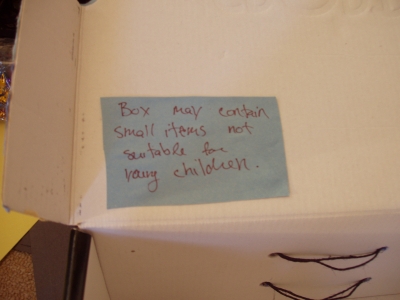 Box may contain
small items not
suitable for
young children.